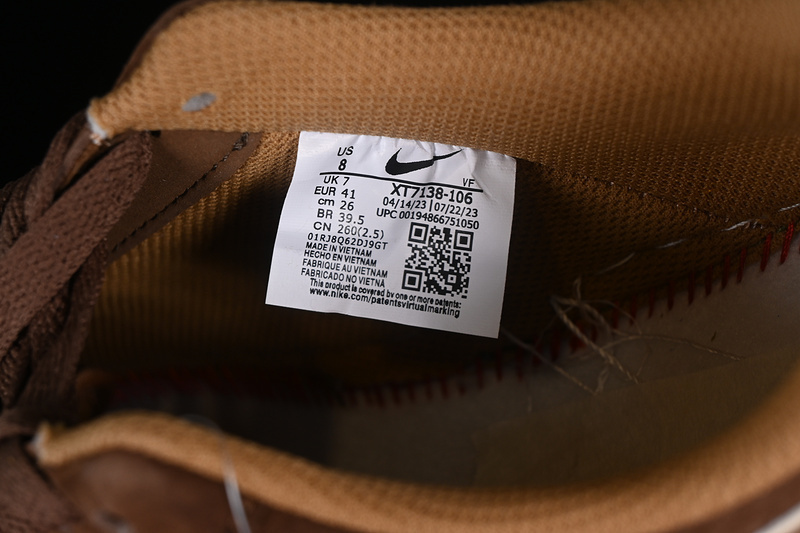 US
8
UK 7 VF
EUR 41 XT7138-106
cm 26 04/14/23 | 07/22/23
BR 39.5 UPC 00194866751050
CN 260(2.5)
01RJ8Q62DJ9GT
MADE IN VIETNAM
HECHO EN VIETNAM
FABRIQUE AU VIETNAM
FABRICADO NO VIETNA
This product is covered by one or more patents:
www.nike.com/patentsvirtualmarking